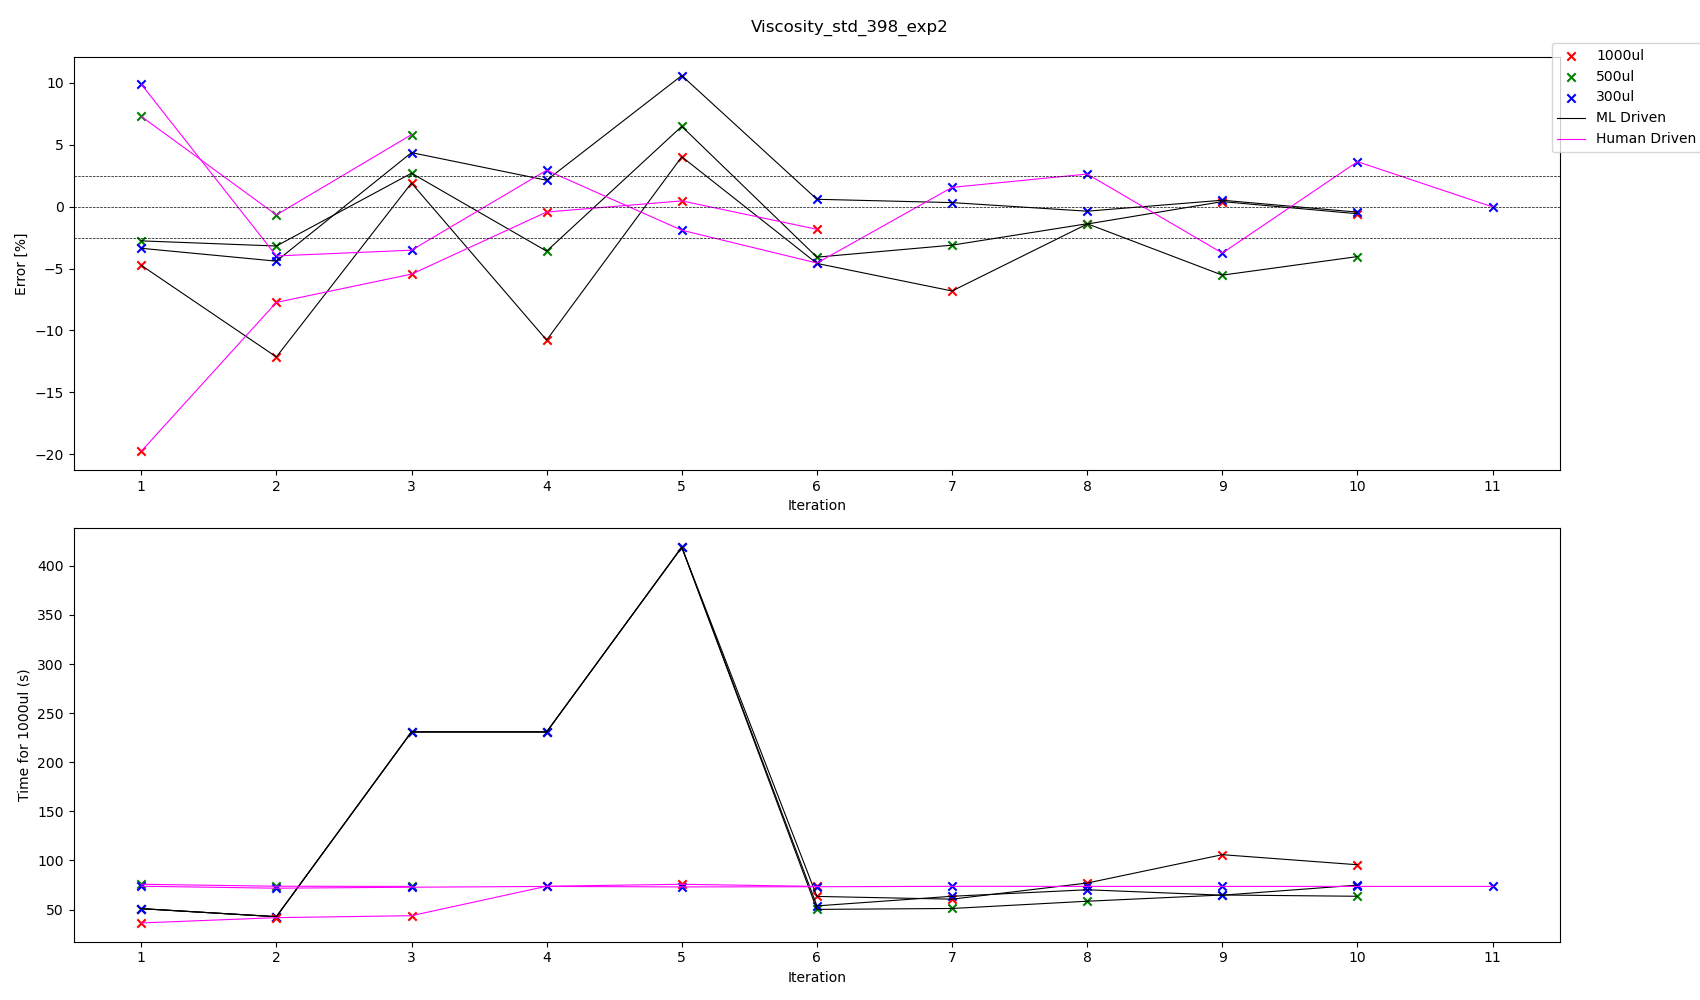 Viscosity_std_398_exp2
1000ul
500ul
300ul
ML Driven
Human Driven
Error [%]
10
5
0
−5
−10
−15
−20
1 2 3 4 5 6 7 8 9 10 11
Iteration
Time for 1000ul (s)
400
350
300
250
200
150
100
50
1 2 3 4 5 6 7 8 9 10 11
Iteration